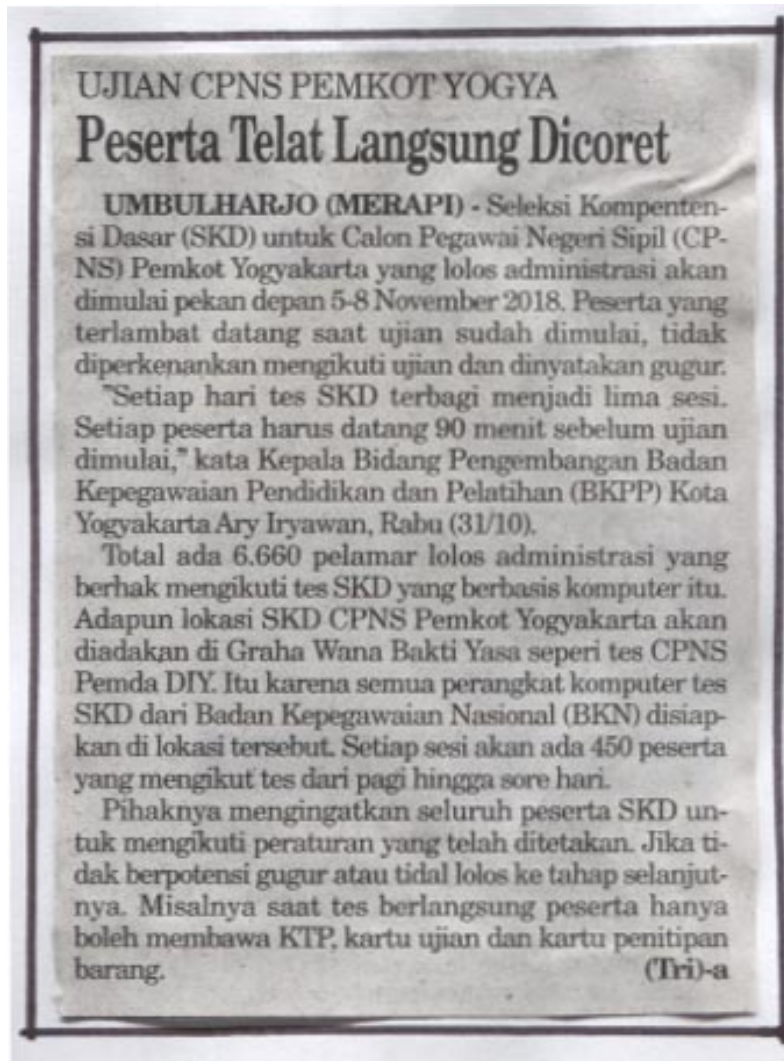 UJIAN CPNS PEMKOT YOGYA
Peserta Telat Langsung Dicoret
UMBULHARJO (MERAPI) - Seleksi Kompenten-
si Dasar (SKD) untuk Calon Pegawai Negeri Sipil (CP-
NS) Pemkot Yogyakarta yang lolos administrasi akan
dimulai pekan depan 5-8 November 2018. Peserta yang
terlambat datang saat ujian sudah dimulai, tidak
diperkenankan mengikuti ujian dan dinyatakan gugur.
"Setiap hari tes SKD terbagi menjadi lima sesi.
Setiap peserta harus datang 90 menit sebelum ujian
dimulai," kata Kepala Bidang Pengembangan Badan
Kepegawaian Pendidikan dan Pelatihan (BKPP) Kota
Yogyakarta Ary Iryawan, Rabu (31/10).
Total ada 6.660 pelamar lolos administrasi yang
berhak mengikuti tes SKD yang berbasis komputer itu.
Adapun lokasi SKD CPNS Pemkot Yogyakarta akan
diadakan di Graha Wana Bakti Yasa seperi tes CPNS
Pemda DIY. Itu karena semua perangkat komputer tes
SKD dari Badan Kepegawaian Nasional (BKN) disiap-
kan di lokasi tersebut. Setiap sesi akan ada 450 peserta
yang mengikut tes dari pagi hingga sore hari.
Pihaknya mengingatkan seluruh peserta SKD un-
tuk mengikuti peraturan yang telah ditetakan. Jika ti-
dak berpotensi gugur atau tidal lolos ke tahap selanjut-
nya. Misalnya saat tes berlangsung peserta hanya
boleh membawa KTP, kartu ujian dan kartu penitipan
barang. (Tri)-a